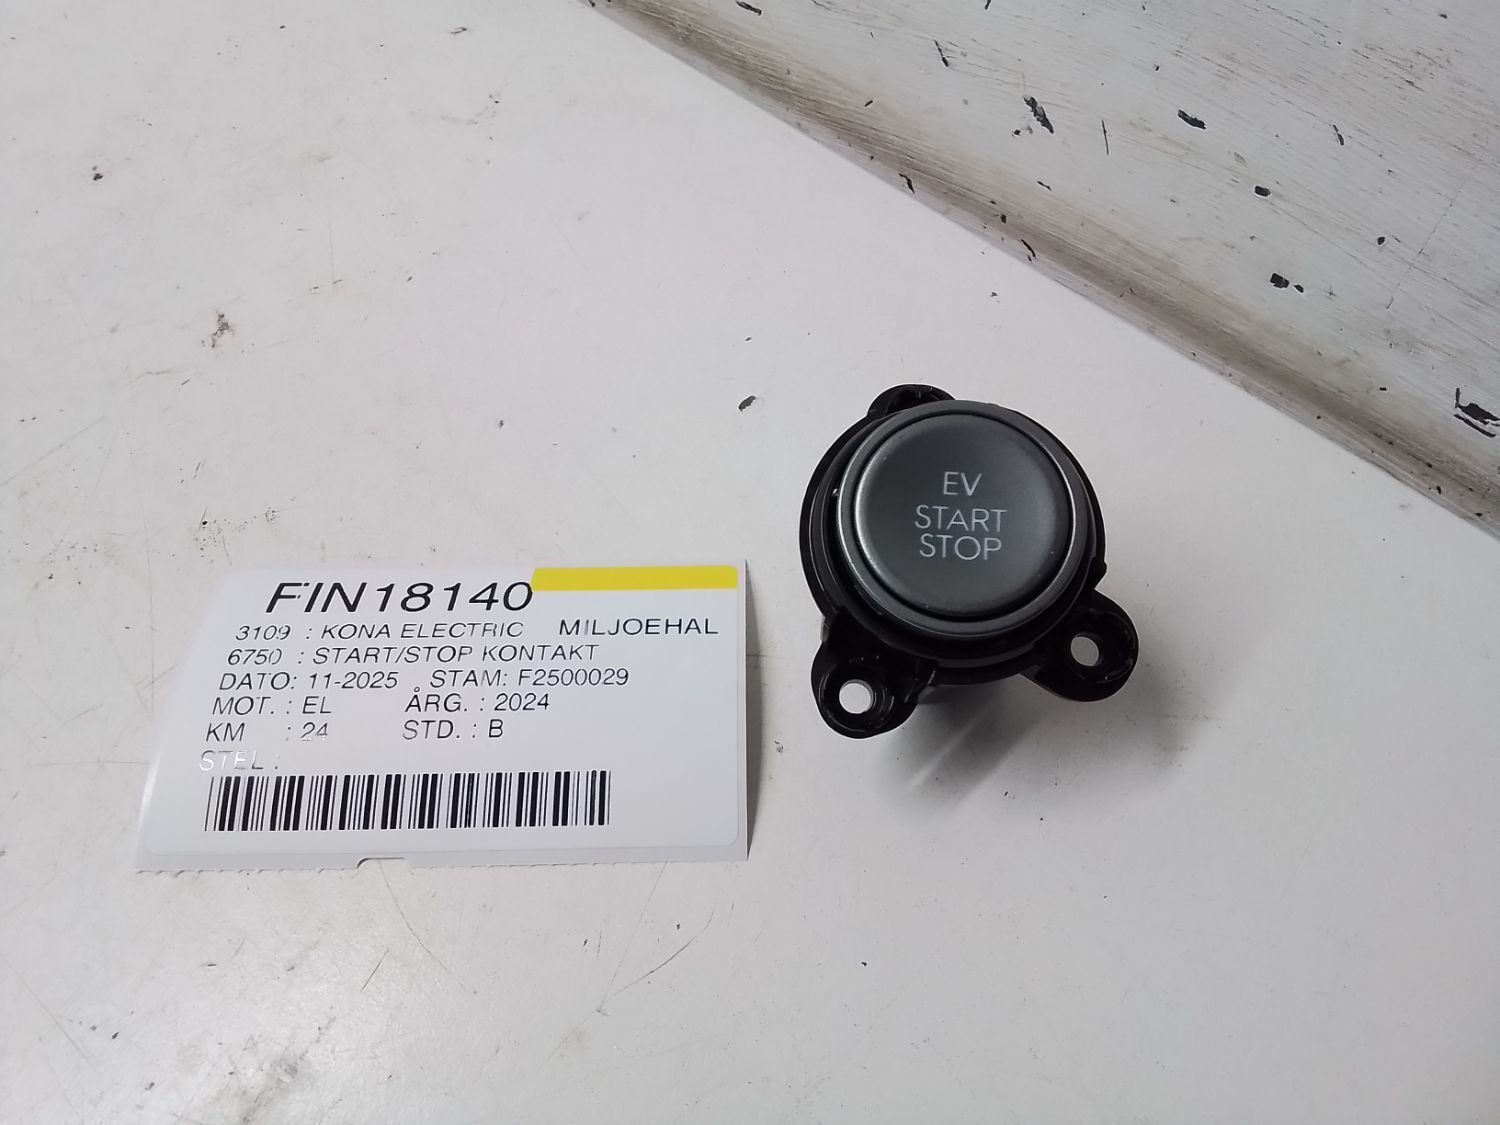 FIN18140
3109 : KONA ELECTRIC MILJOEHAL
6750 : START/STOP KONTAKT
DATO: 11-2025 STAM: F2500029
MOT. : EL ÅRG. : 2024
KM : 24 STD. : B
STEL :
EV
START
STOP